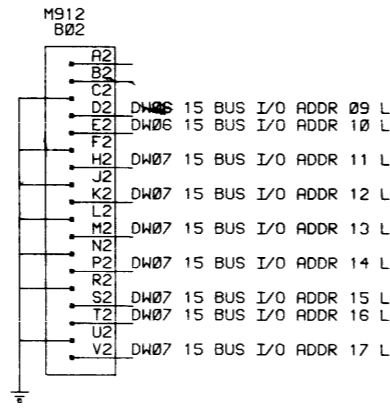 M912
B02
A2
B2
C2
D2 DW06 15 BUS I/O ADDR 09 L
E2 DW06 15 BUS I/O ADDR 10 L
F2
H2 DW07 15 BUS I/O ADDR 11 L
J2
K2 DW07 15 BUS I/O ADDR 12 L
L2
M2 DW07 15 BUS I/O ADDR 13 L
N2
P2 DW07 15 BUS I/O ADDR 14 L
R2
S2 DW07 15 BUS I/O ADDR 15 L
T2 DW07 15 BUS I/O ADDR 16 L
U2
V2 DW07 15 BUS I/O ADDR 17 L